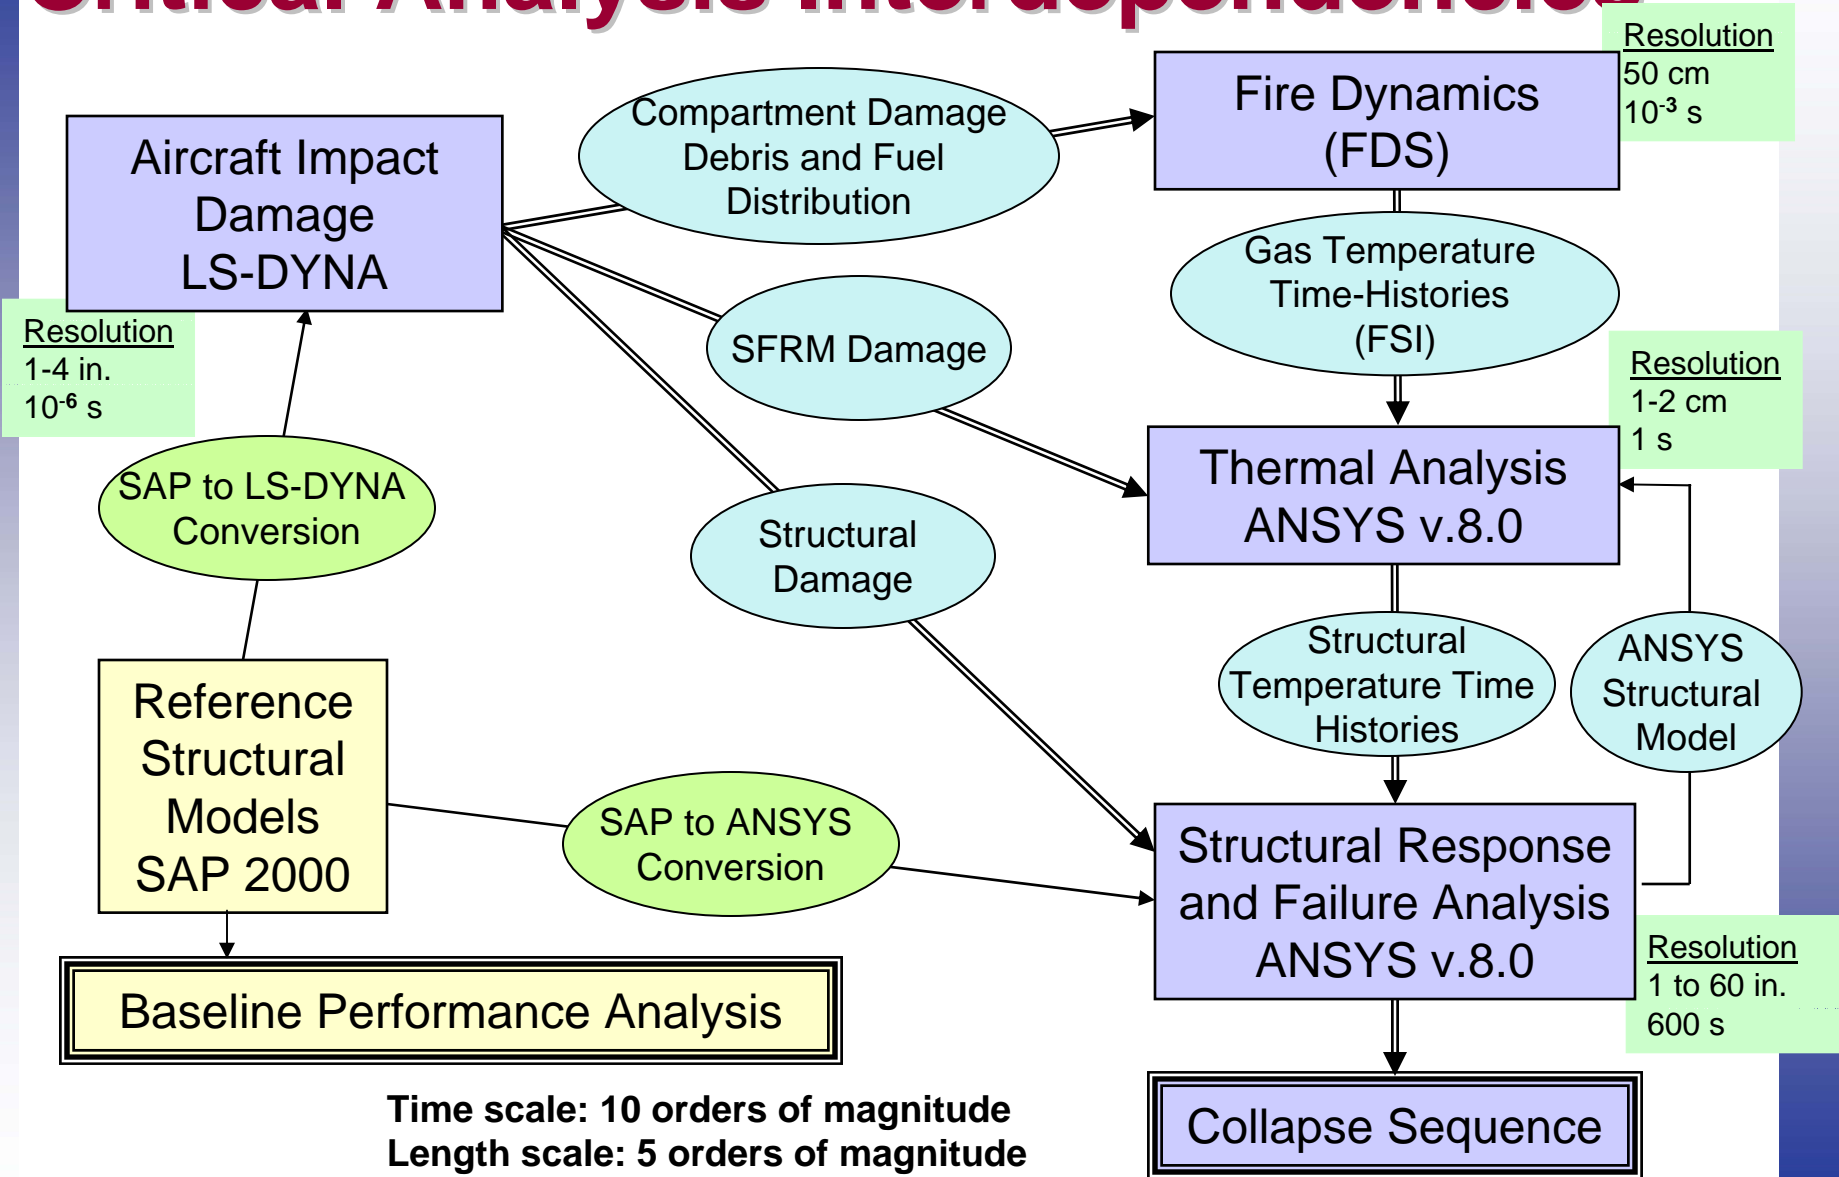 Critical Analysis Interdependencies
Resolution
50 cm
10-3 s
Fire Dynamics
(FDS)
Compartment Damage
Debris and Fuel
Distribution
Aircraft Impact
Damage
LS-DYNA
Gas Temperature
Time-Histories
(FSI)
Resolution
1-4 in.
10-6 s
SFRM Damage
Resolution
1-2 cm
1 s
Thermal Analysis
ANSYS v.8.0
SAP to LS-DYNA
Conversion
Structural
Damage
Structural
Temperature Time
Histories
ANSYS
Structural
Model
Reference
Structural
Models
SAP 2000
SAP to ANSYS
Conversion
Structural Response
and Failure Analysis
ANSYS v.8.0
Resolution
1 to 60 in.
600 s
Baseline Performance Analysis
Time scale: 10 orders of magnitude
Length scale: 5 orders of magnitude
Collapse Sequence